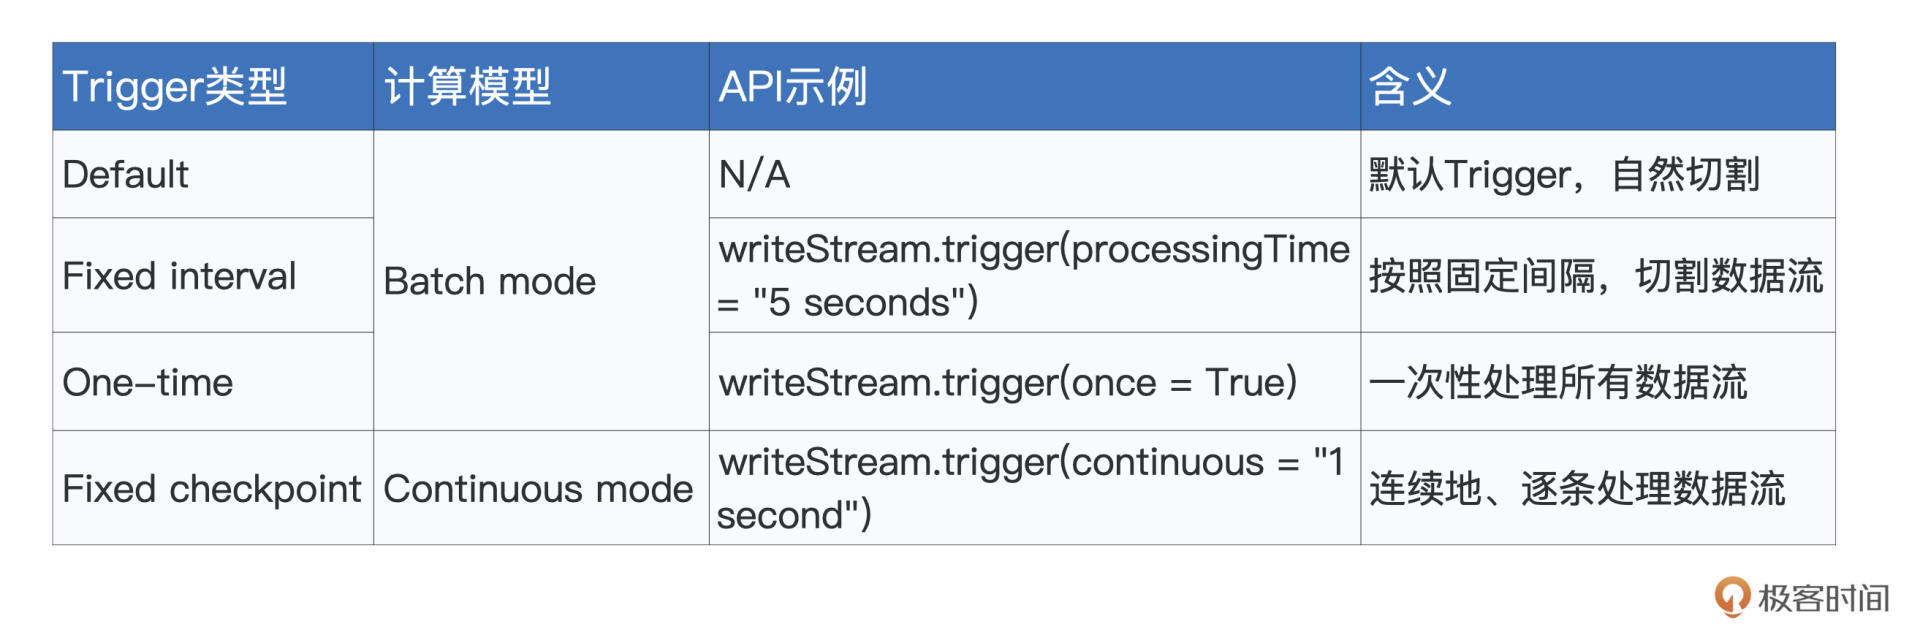 Trigger类型 计算模型 API示例 含义
Default N/A 默认Trigger，自然切割
Fixed interval Batch mode writeStream.trigger(processingTime
= "5 seconds") 按照固定间隔，切割数据流
One-time writeStream.trigger(once = True) 一次性处理所有数据流
Fixed checkpoint Continuous mode writeStream.trigger(continuous = "1
second") 连续地、逐条处理数据流
极客时间